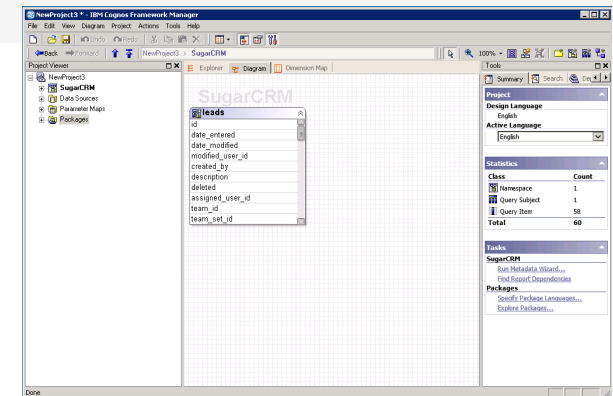 NewProject3 * - IBM Cognos Framework Manager
File Edit View Diagram Project Actions Tools Help
Undo Redo
Back Forward NewProject3 > SugarCRM 100%
Project Viewer
NewProject3
SugarCRM
Data Sources
Parameter Maps
Packages
Explorer Diagram Dimension Map
SugarCRM
leads
id
date_entered
date_modified
modified_user_id
created_by
description
deleted
assigned_user_id
team_id
team_set_id
Tools
Summary Search De
Project
Design Language
English
Active Language
English
Statistics
Class Count
Namespace 1
Query Subject 1
Query Item 58
Total 60
Tasks
SugarCRM
Run Metadata Wizard...
Find Report Dependencies
Packages
Specify Package Languages...
Explore Packages...
Done